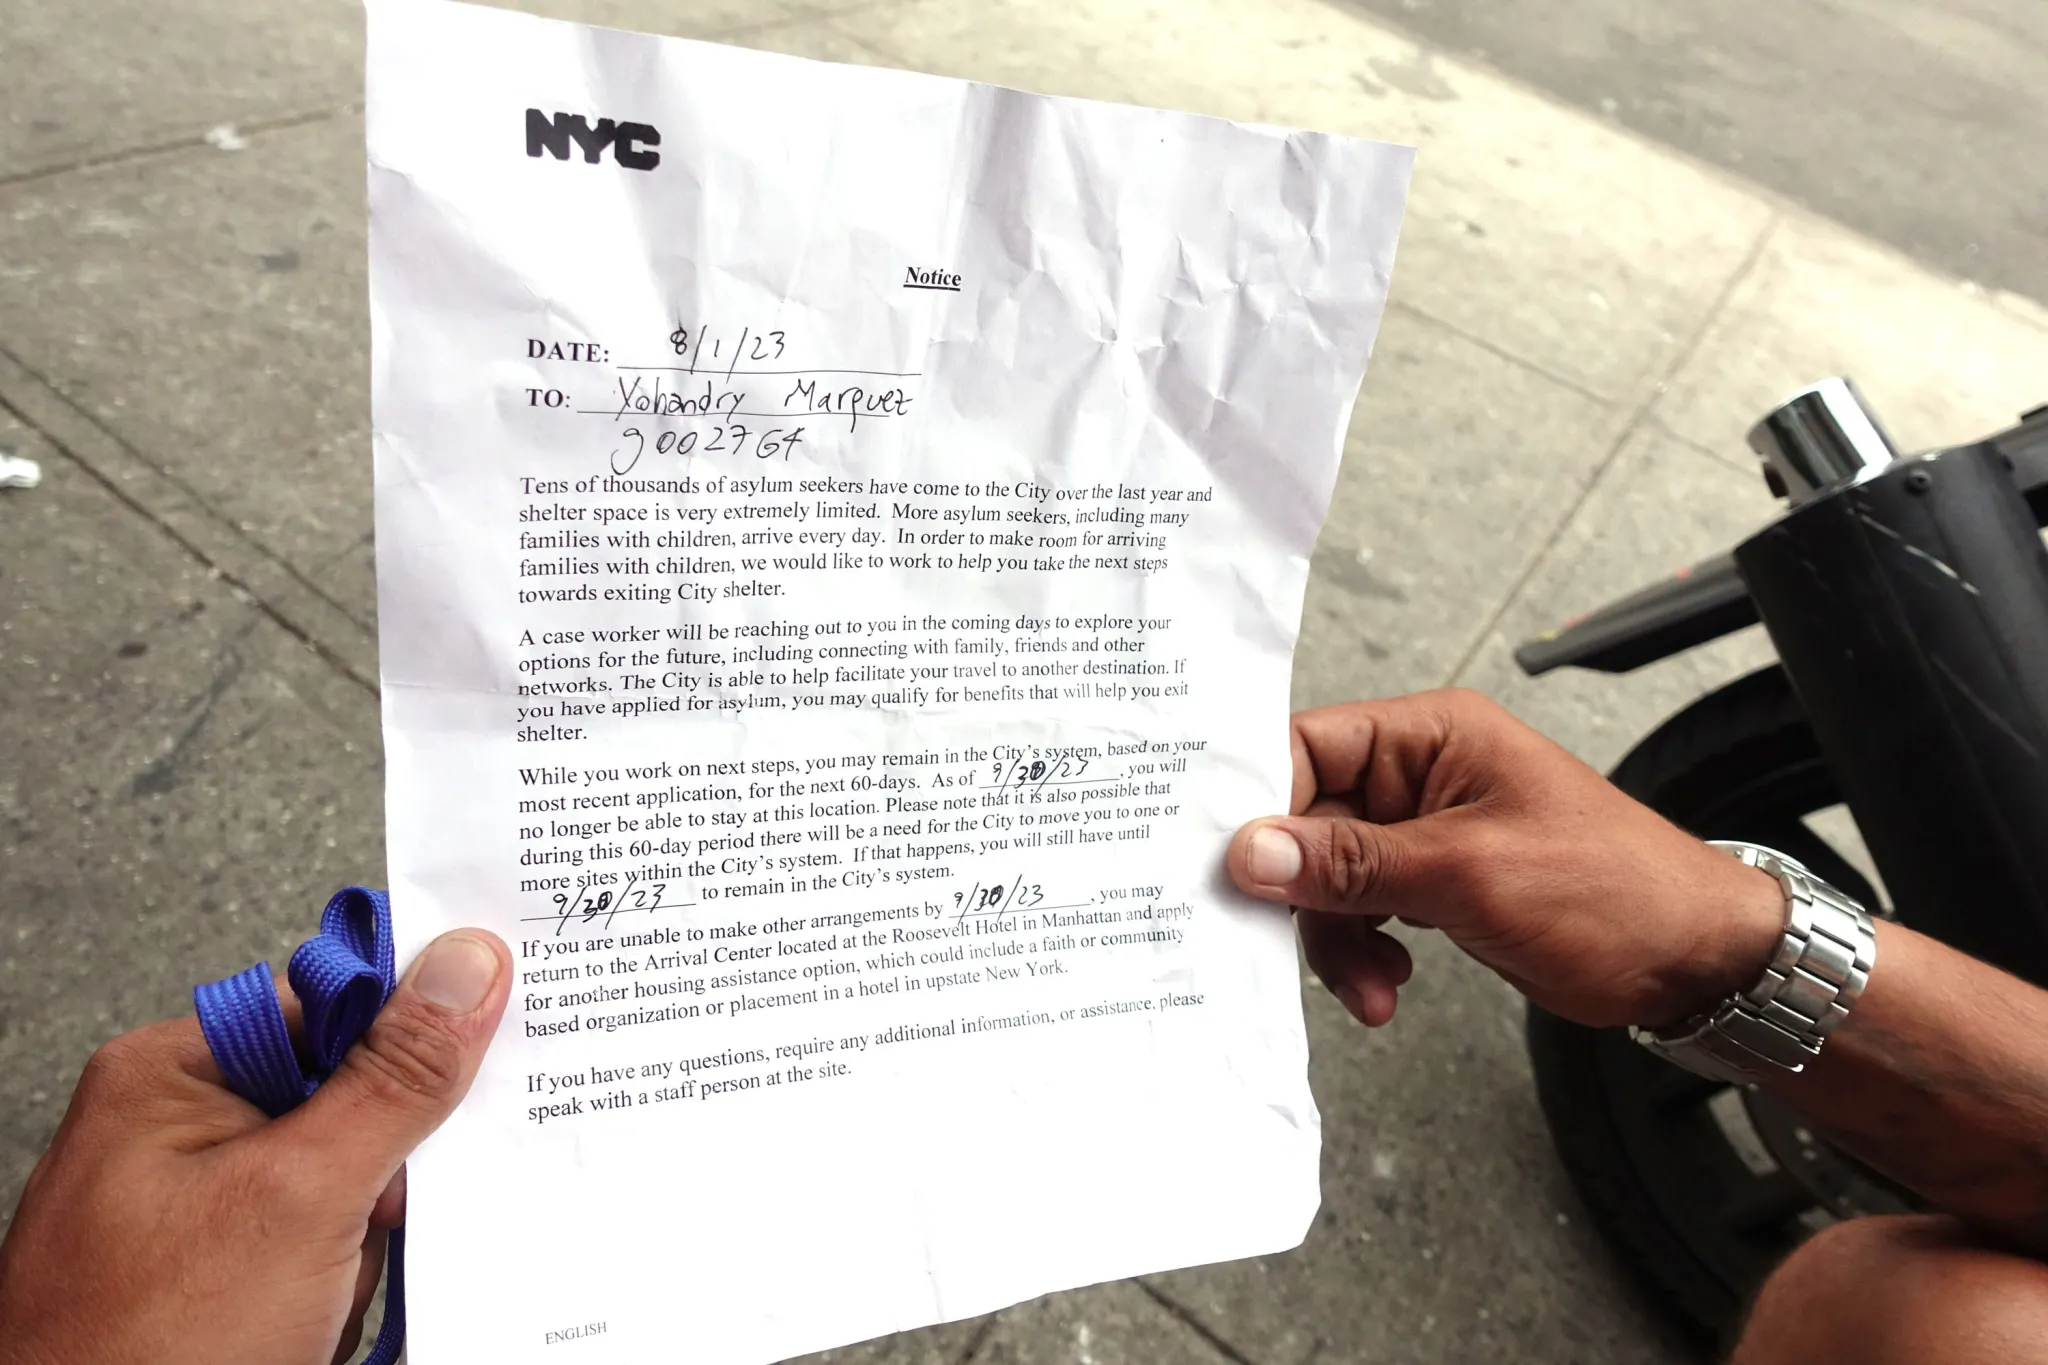 NYC
Notice
DATE: 8/1/23
TO: Yohandry Marquez
g002764
Tens of thousands of asylum seekers have come to the City over the last year and
shelter space is very extremely limited. More asylum seekers, including many
families with children, arrive every day. In order to make room for arriving
families with children, we would like to work to help you take the next steps
towards exiting City shelter.
A case worker will be reaching out to you in the coming days to explore your
options for the future, including connecting with family, friends and other
networks. The City is able to help facilitate your travel to another destination. If
you have applied for asylum, you may qualify for benefits that will help you exit
shelter.
While you work on next steps, you may remain in the City's system, based on your
most recent application, for the next 60-days. As of 9/30/23, you will
no longer be able to stay at this location. Please note that it is also possible that
during this 60-day period there will be a need for the City to move you to one or
more sites within the City's system. If that happens, you will still have until
9/30/23 to remain in the City's system.
If you are unable to make other arrangements by 9/30/23, you may
return to the Arrival Center located at the Roosevelt Hotel in Manhattan and apply
for another housing assistance option, which could include a faith or community
based organization or placement in a hotel in upstate New York.
If you have any questions, require any additional information, or assistance, please
speak with a staff person at the site.
ENGLISH